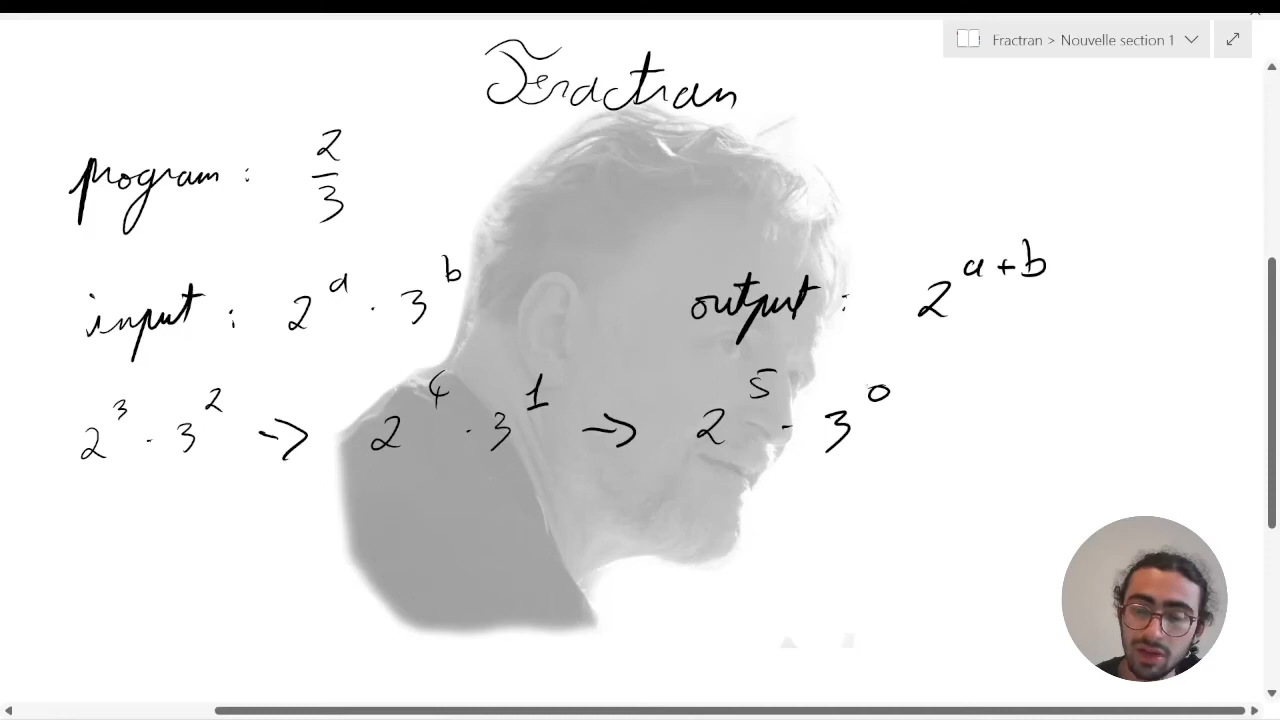 Fractran > Nouvelle section 1
Fractran
program : 2/3
input : 2^a · 3^b output : 2^{a+b}
2^3 · 3^2 -> 2^4 · 3^1 -> 2^5 · 3^0